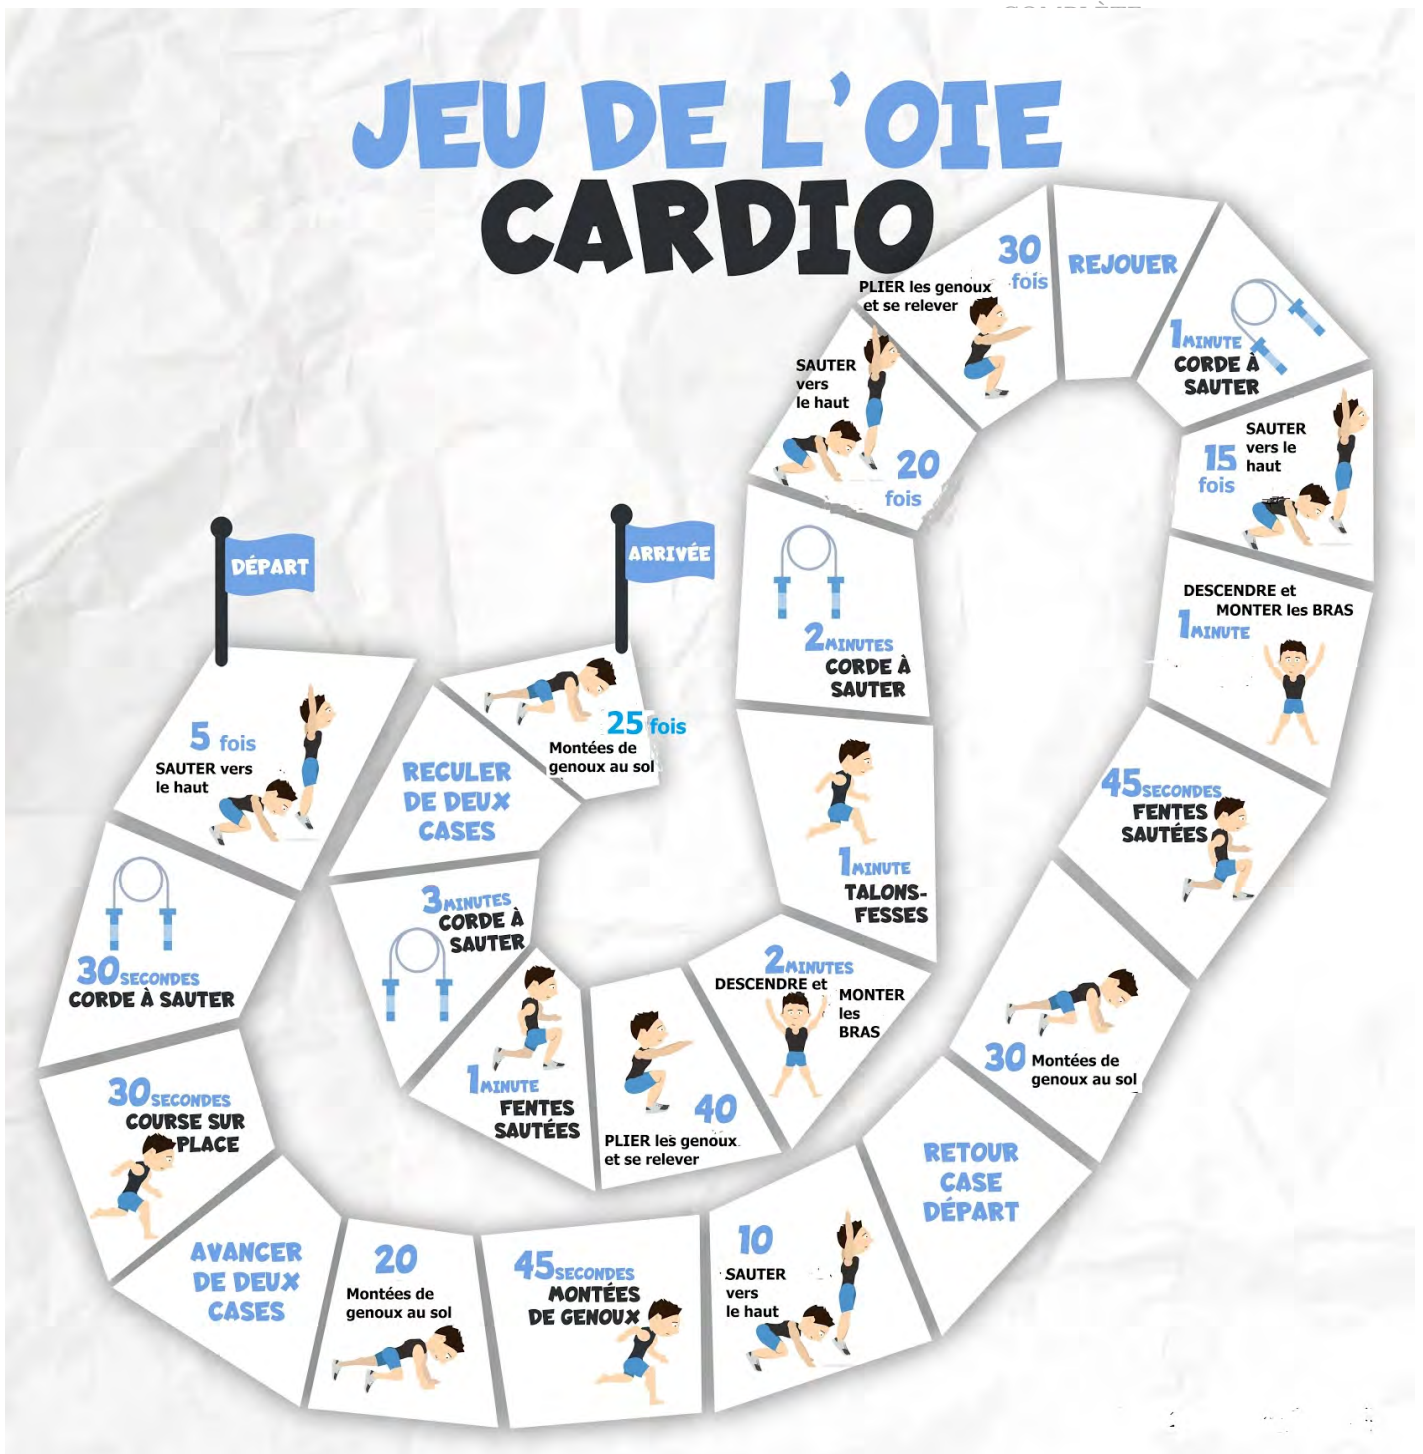 COMPLÈTE
JEU DE L'OIE
CARDIO
DÉPART
5 fois
SAUTER vers
le haut
30 SECONDES
CORDE À SAUTER
30 SECONDES
COURSE SUR
PLACE
AVANCER
DE DEUX
CASES
20
Montées de
genoux au sol
45 SECONDES
MONTÉES
DE GENOUX
10
SAUTER
vers
le haut
RETOUR
CASE
DÉPART
30 Montées de
genoux au sol
45 SECONDES
FENTES
SAUTÉES
DESCENDRE et
MONTER les BRAS
1 MINUTE
SAUTER
vers le
haut
15
fois
1 MINUTE
CORDE À
SAUTER
REJOUER
30
fois
PLIER les genoux
et se relever
SAUTER
vers
le haut
20
fois
2 MINUTES
CORDE À
SAUTER
1 MINUTE
TALONS-
FESSES
2 MINUTES
DESCENDRE et
MONTER
les
BRAS
40
PLIER les genoux
et se relever
1 MINUTE
FENTES
SAUTÉES
3 MINUTES
CORDE À
SAUTER
RECULER
DE DEUX
CASES
25 fois
Montées de
genoux au sol
ARRIVÉE